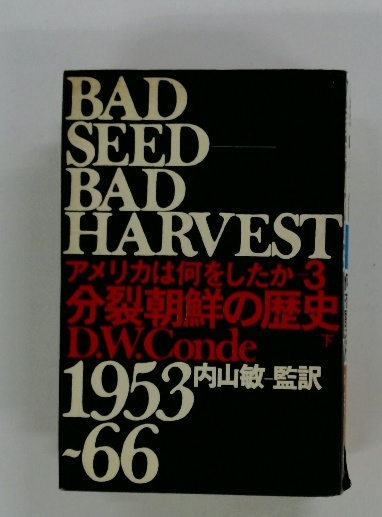 BAD
SEED—
BAD
HARVEST
アメリカは何をしたか-3
分裂朝鮮の歴史
下
D.W.Conde
1953
内山敏-監訳
-66